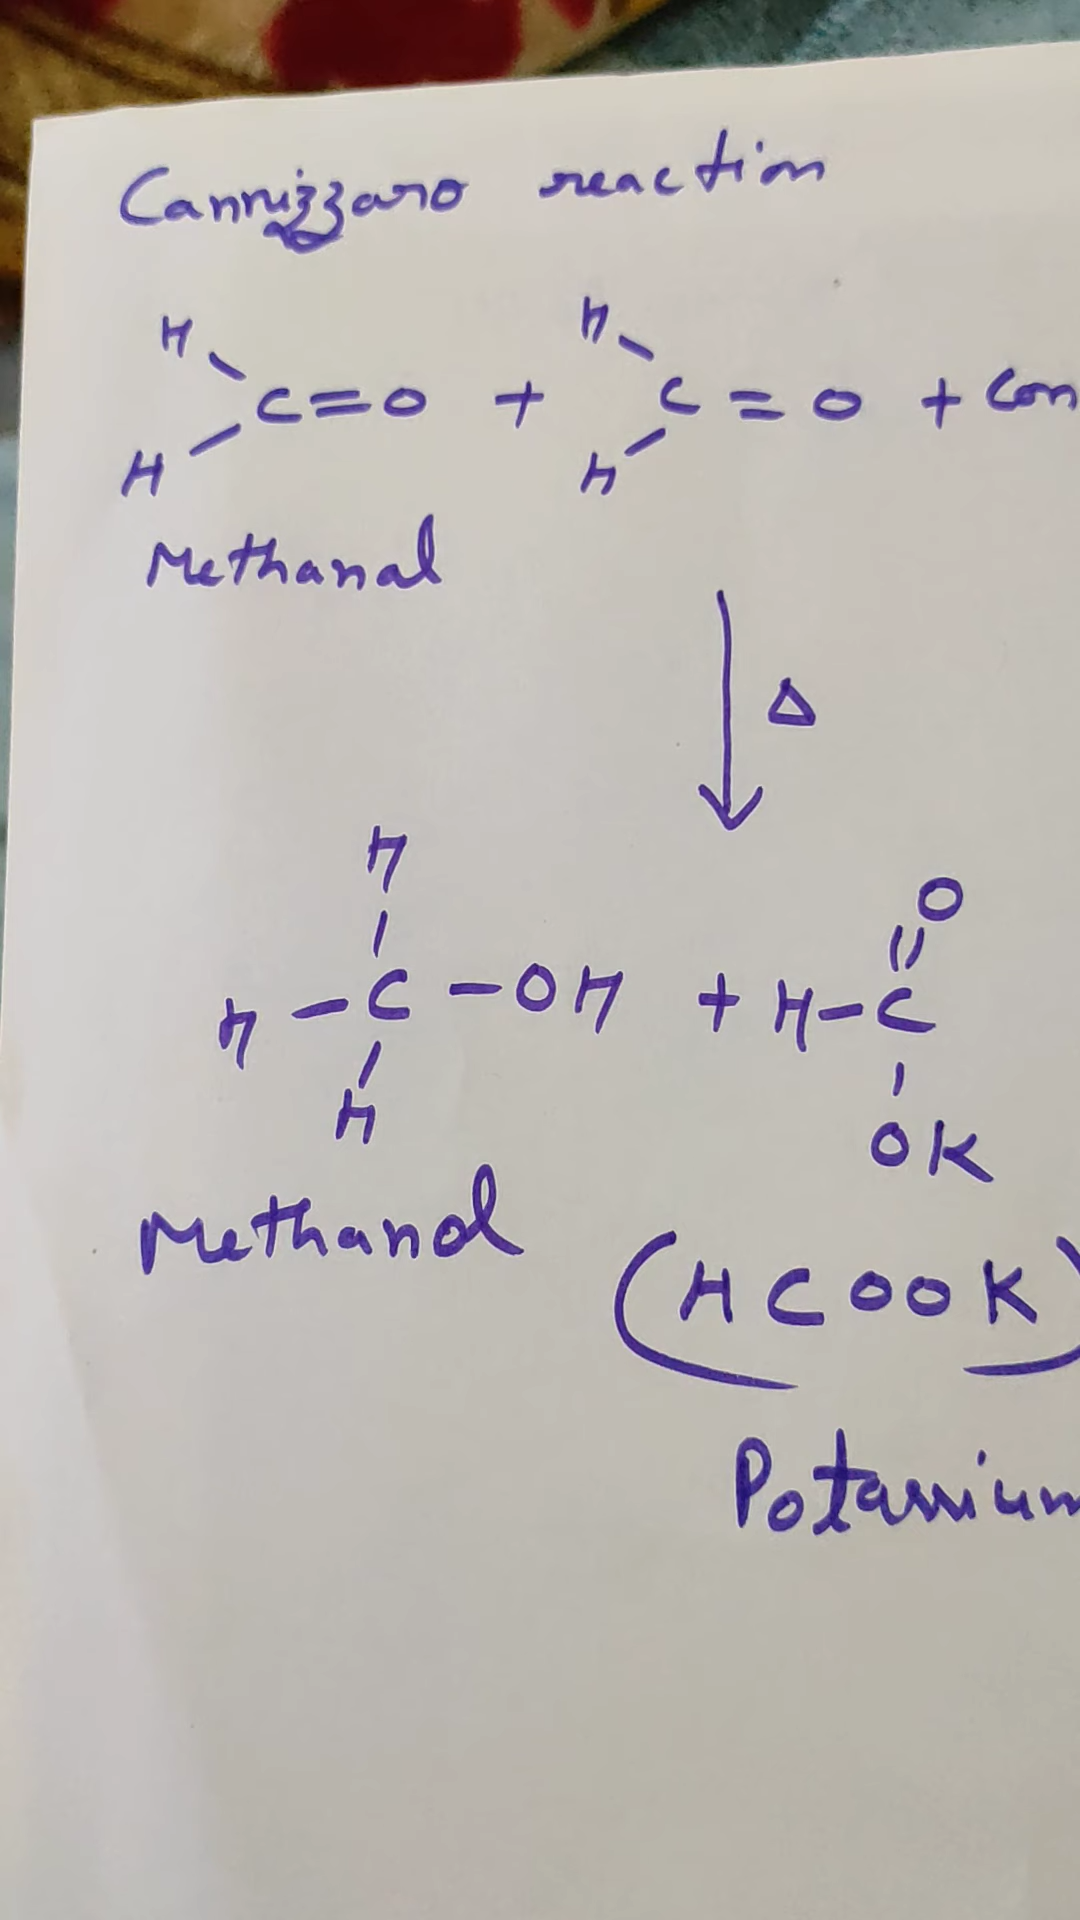 Cannizzaro reaction
H H
C=O + C=O + Con
H H
Methanal
Δ
H O
H-C-OH + H-C
H OK
Methanol
(HCOOK)
Potassium